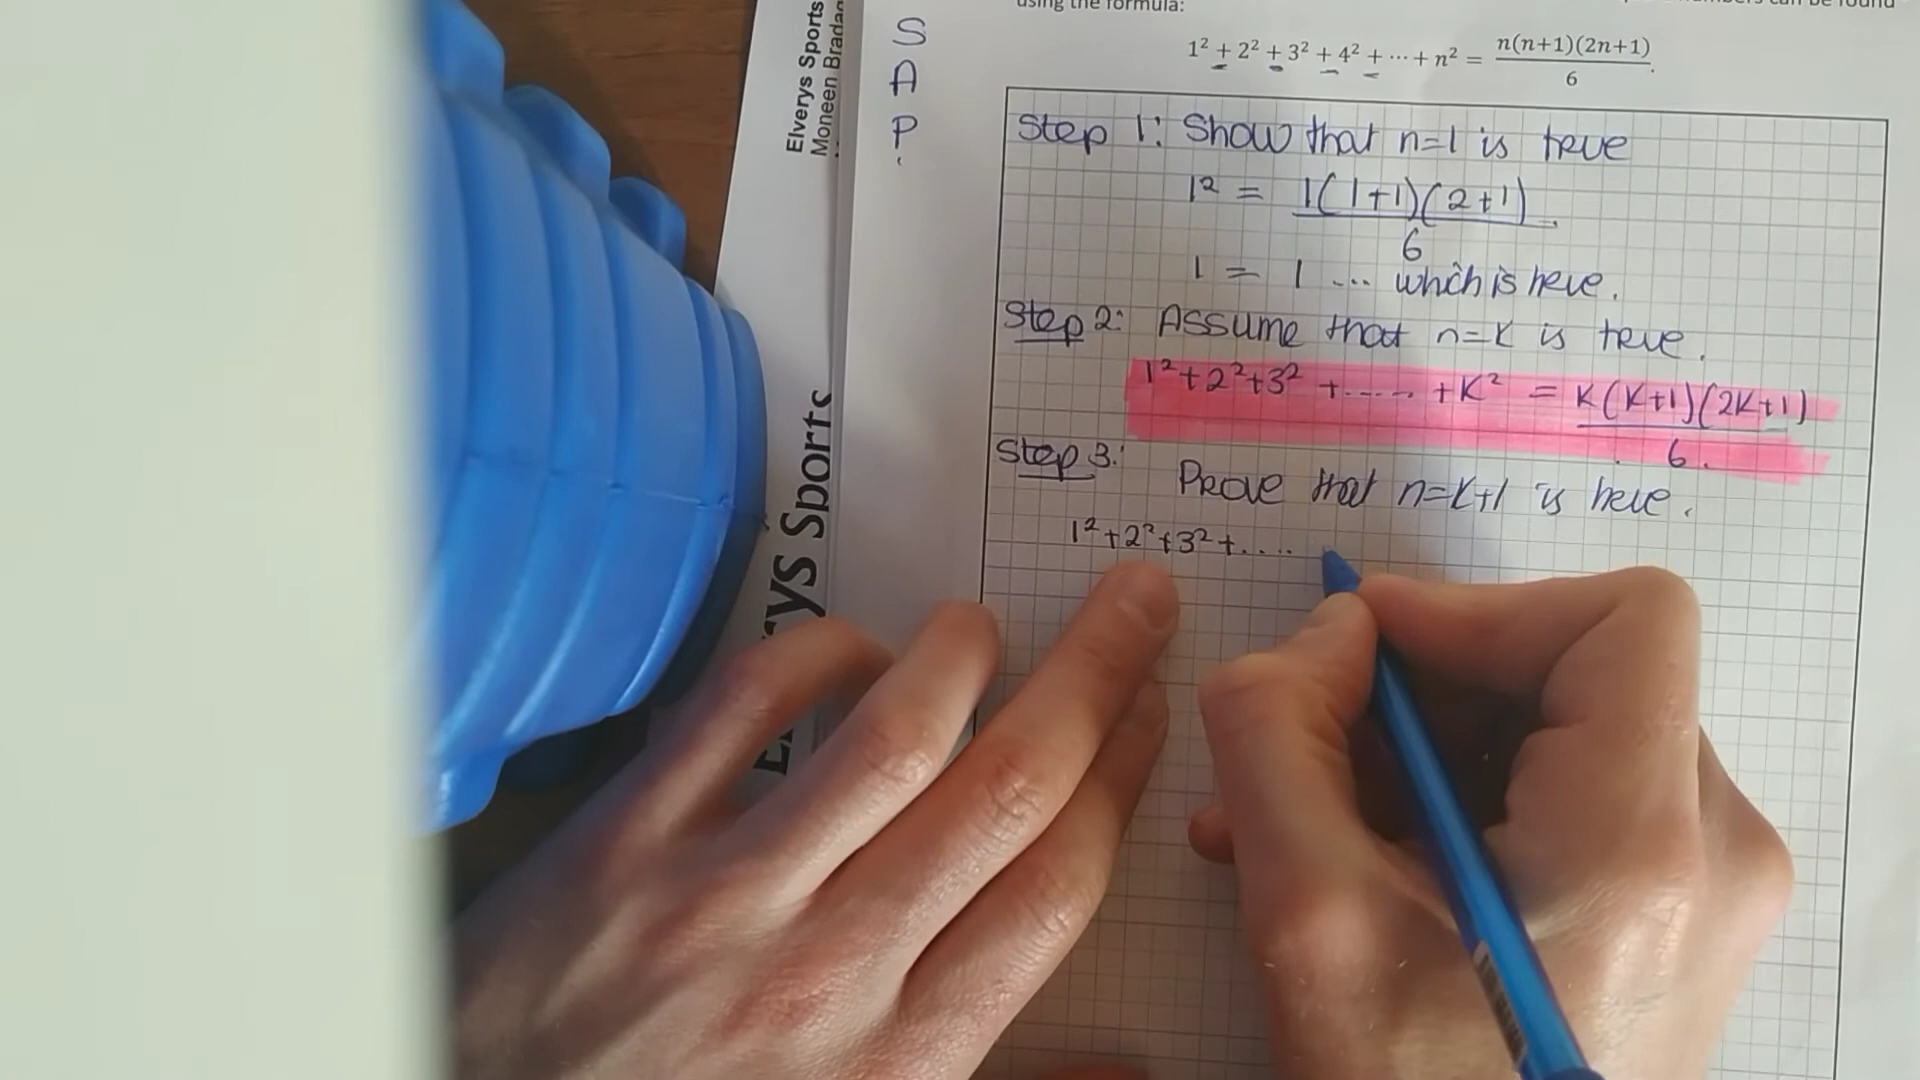 using the formula:
1² + 2² + 3² + 4² + ⋯ + n² = n(n+1)(2n+1)/6.
S
A
P
Elverys Sports
Moneen
Elverys Sports
Step 1: Show that n=1 is true
1² = 1(1+1)(2+1)/6.
1 = 1 ... which is true.
Step 2: Assume that n=K is true.
1²+2²+3² +..... +K² = K(K+1)(2K+1)/6.
Step 3: Prove that n=K+1 is true.
1²+2²+3²+....